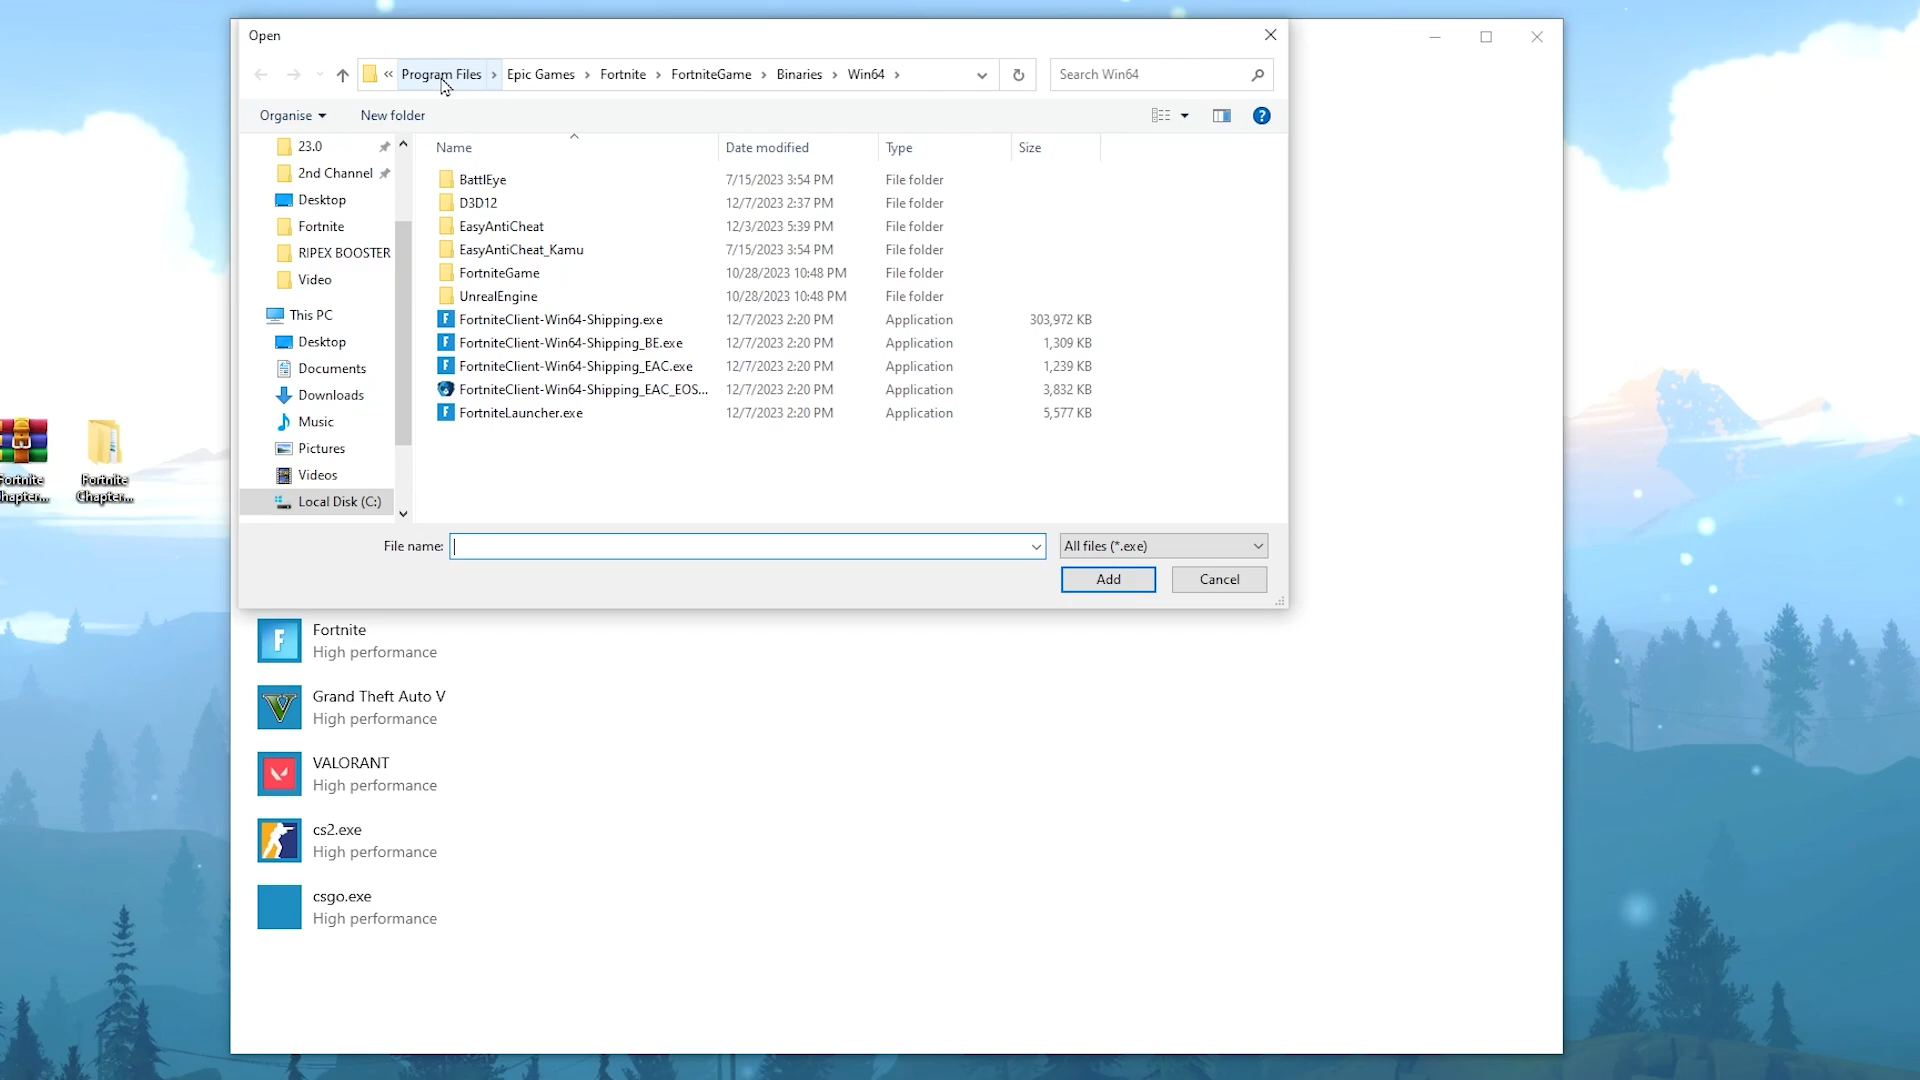 Open
« Program Files > Epic Games > Fortnite > FortniteGame > Binaries > Win64 >
Search Win64
Organise
New folder
23.0
2nd Channel
Desktop
Fortnite
RIPEX BOOSTER
Video
This PC
Desktop
Documents
Downloads
Music
Pictures
Videos
Local Disk (C:)
Name Date modified Type Size
BattlEye 7/15/2023 3:54 PM File folder
D3D12 12/7/2023 2:37 PM File folder
EasyAntiCheat 12/3/2023 5:39 PM File folder
EasyAntiCheat_Kamu 7/15/2023 3:54 PM File folder
FortniteGame 10/28/2023 10:48 PM File folder
UnrealEngine 10/28/2023 10:48 PM File folder
FortniteClient-Win64-Shipping.exe 12/7/2023 2:20 PM Application 303,972 KB
FortniteClient-Win64-Shipping_BE.exe 12/7/2023 2:20 PM Application 1,309 KB
FortniteClient-Win64-Shipping_EAC.exe 12/7/2023 2:20 PM Application 1,239 KB
FortniteClient-Win64-Shipping_EAC_EOS... 12/7/2023 2:20 PM Application 3,832 KB
FortniteLauncher.exe 12/7/2023 2:20 PM Application 5,577 KB
File name:
All files (*.exe)
Add
Cancel
Fortnite
hapter...
Fortnite
Chapter...
Fortnite
High performance
Grand Theft Auto V
High performance
VALORANT
High performance
cs2.exe
High performance
csgo.exe
High performance